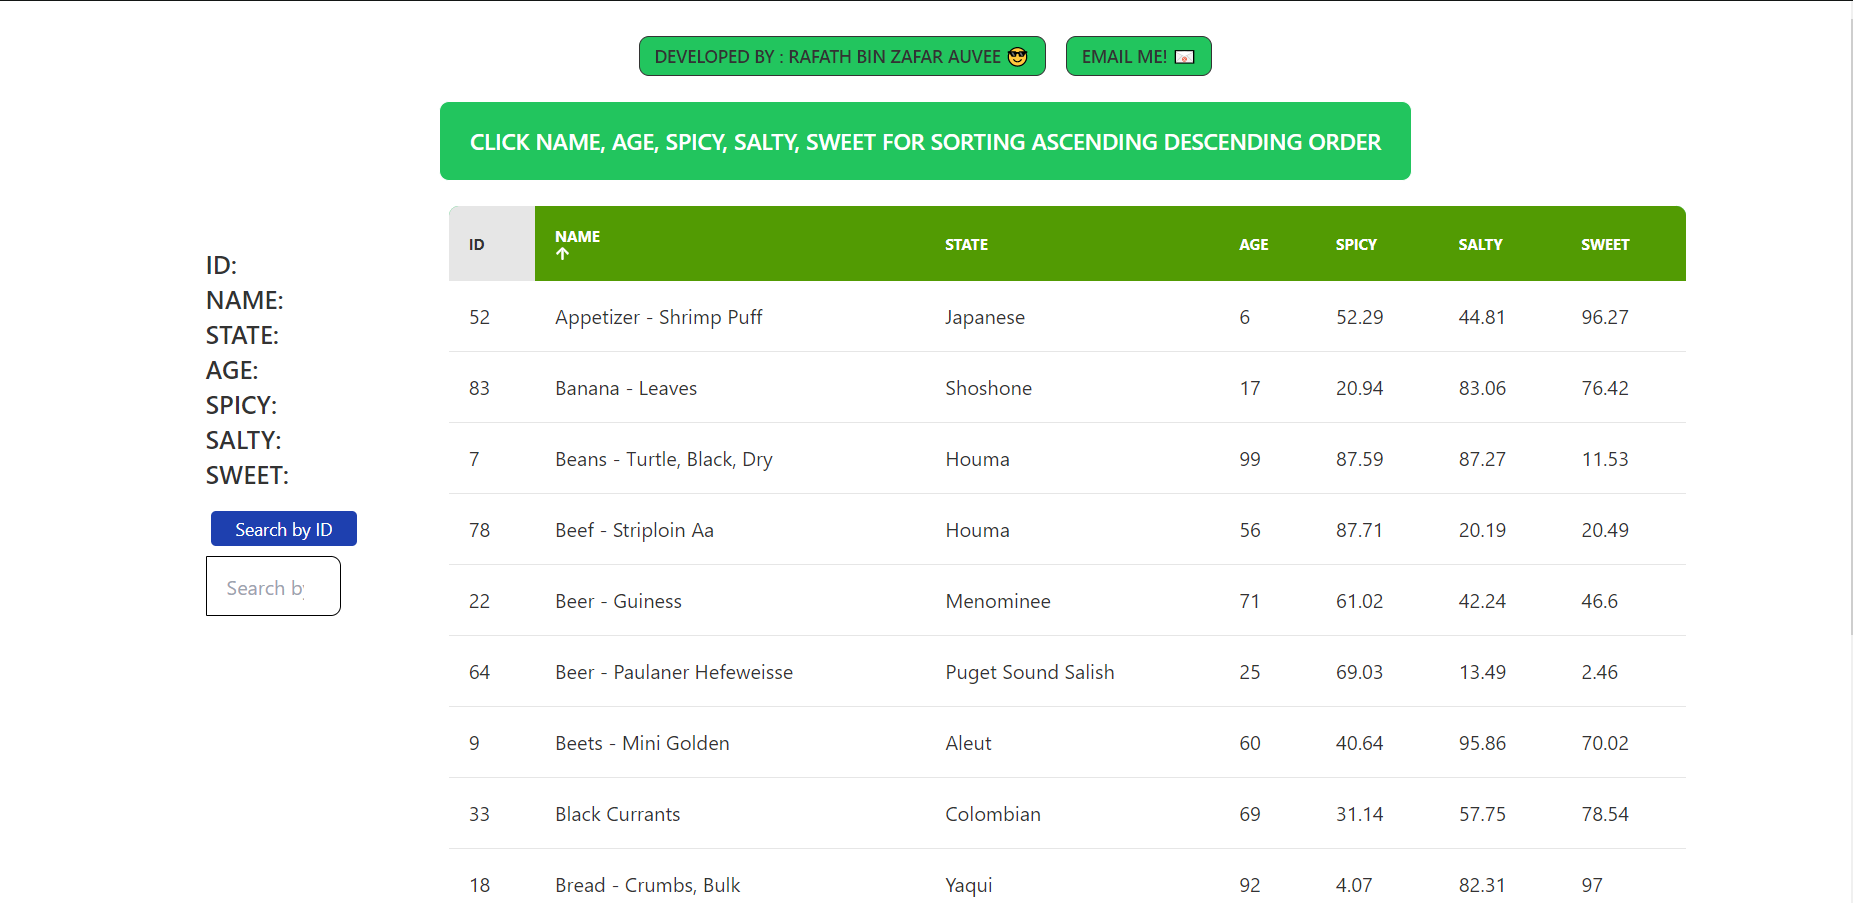 DEVELOPED BY : RAFATH BIN ZAFAR AUVEE 😎 EMAIL ME! 💌
CLICK NAME, AGE, SPICY, SALTY, SWEET FOR SORTING ASCENDING DESCENDING ORDER
ID:
NAME:
STATE:
AGE:
SPICY:
SALTY:
SWEET:
Search by ID
Search by
ID NAME ↑ STATE AGE SPICY SALTY SWEET
52 Appetizer - Shrimp Puff Japanese 6 52.29 44.81 96.27
83 Banana - Leaves Shoshone 17 20.94 83.06 76.42
7 Beans - Turtle, Black, Dry Houma 99 87.59 87.27 11.53
78 Beef - Striploin Aa Houma 56 87.71 20.19 20.49
22 Beer - Guiness Menominee 71 61.02 42.24 46.6
64 Beer - Paulaner Hefeweisse Puget Sound Salish 25 69.03 13.49 2.46
9 Beets - Mini Golden Aleut 60 40.64 95.86 70.02
33 Black Currants Colombian 69 31.14 57.75 78.54
18 Bread - Crumbs, Bulk Yaqui 92 4.07 82.31 97